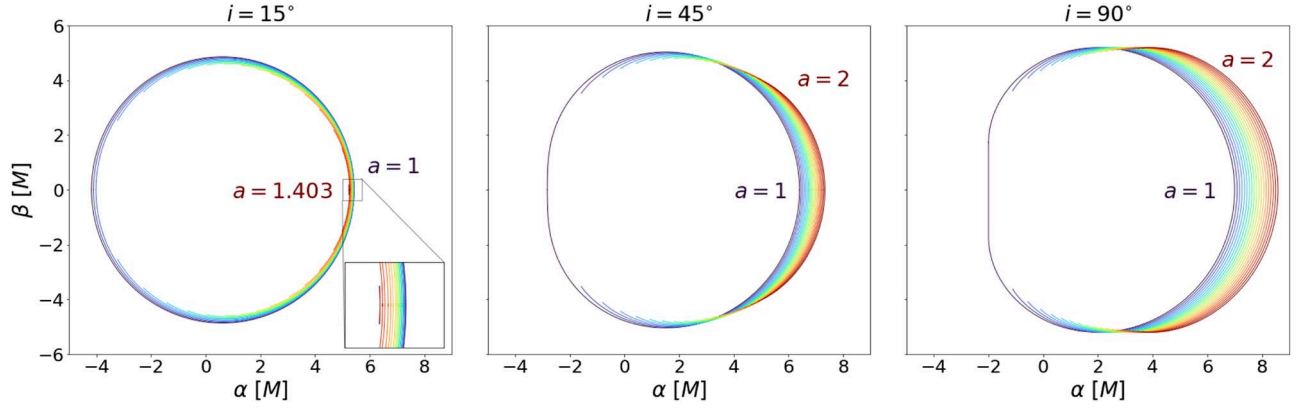 i = 15°
i = 45°
i = 90°
6
4
2
0
−2
−4
−6
β [M]
a = 1
a = 1.403
a = 2
a = 1
a = 2
a = 1
−4 −2 0 2 4 6 8
−4 −2 0 2 4 6 8
−4 −2 0 2 4 6 8
α [M]
α [M]
α [M]